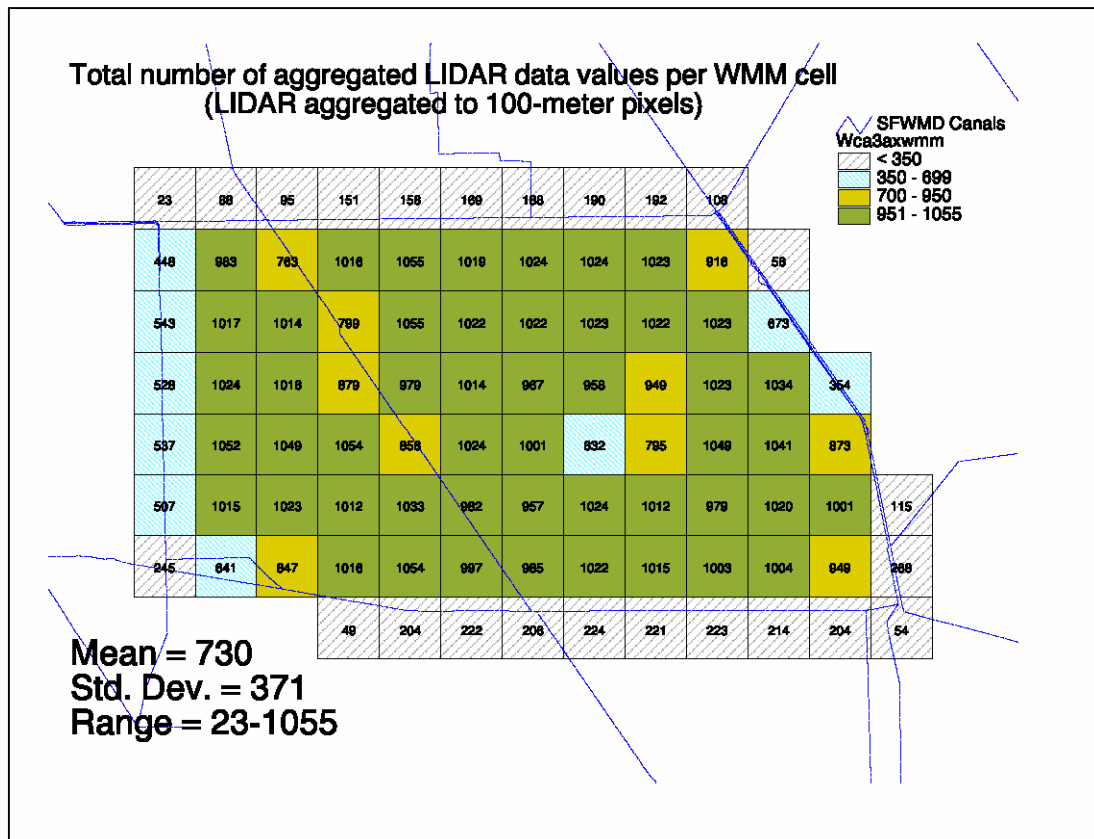 Total number of aggregated LIDAR data values per WMM cell
(LIDAR aggregated to 100-meter pixels)
SFWMD Canals
Wca3axwmm
< 350
350 - 699
700 - 950
951 - 1055
23 98 95 151 158 169 188 190 192 108
448 983 763 1016 1055 1019 1024 1024 1023 916 58
543 1017 1014 799 1055 1022 1022 1023 1022 1023 673
528 1024 1016 879 979 1014 967 958 949 1023 1034 354
537 1052 1049 1054 858 1024 1001 632 795 1049 1041 873
507 1015 1023 1012 1033 982 957 1024 1012 979 1020 1001 115
245 641 847 1016 1054 997 985 1022 1015 1003 1004 949 268
49 204 222 206 224 221 223 214 204 54
Mean = 730
Std. Dev. = 371
Range = 23-1055